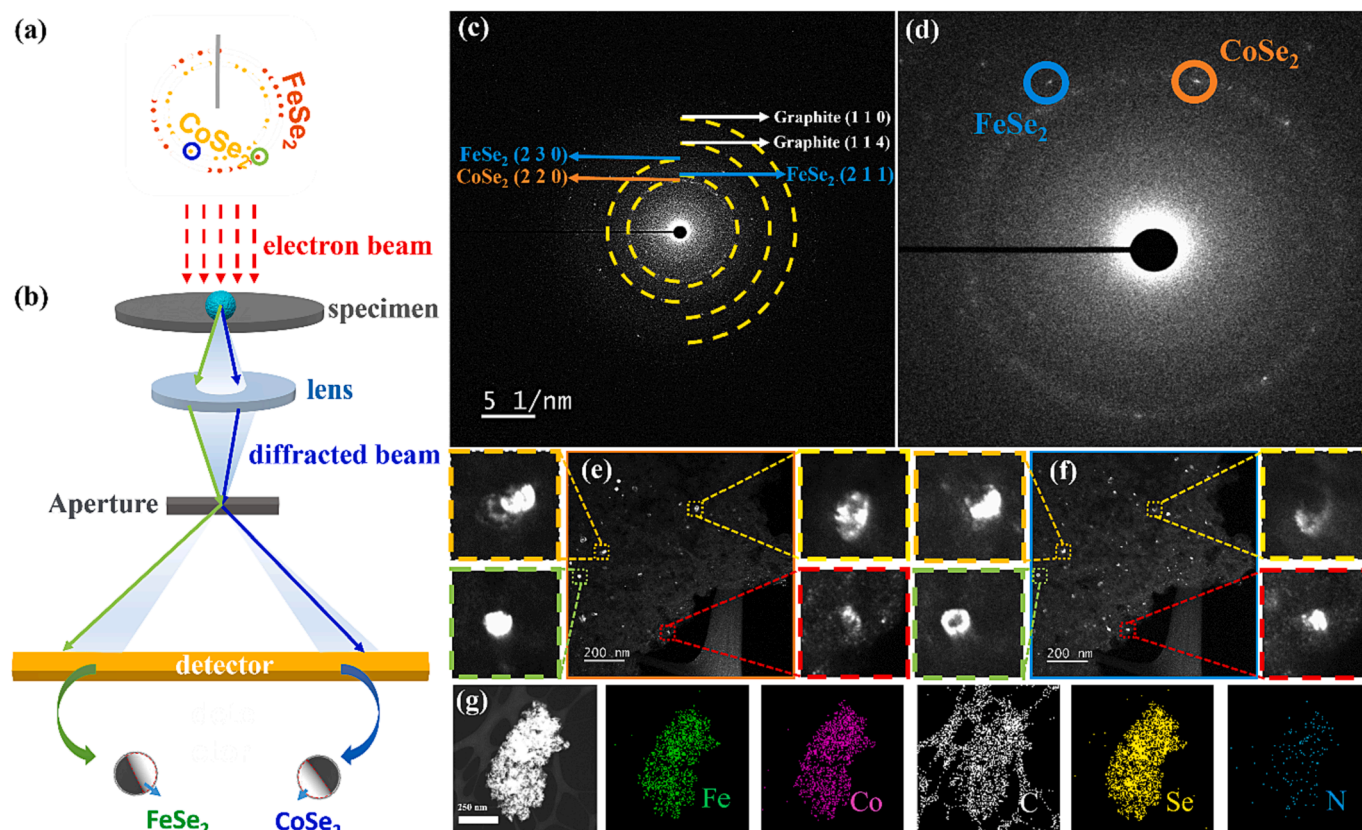 (a)
FeSe2
CoSe2
electron beam
(b)
specimen
lens
diffracted beam
Aperture
detector
FeSe2
CoSe2
(c)
Graphite (1 1 0)
Graphite (1 1 4)
FeSe2 (2 3 0)
CoSe2 (2 2 0)
FeSe2 (2 1 1)
5 1/nm
(d)
FeSe2
CoSe2
(e)
200 nm
(f)
200 nm
(g)
250 nm
Fe
Co
C
Se
N